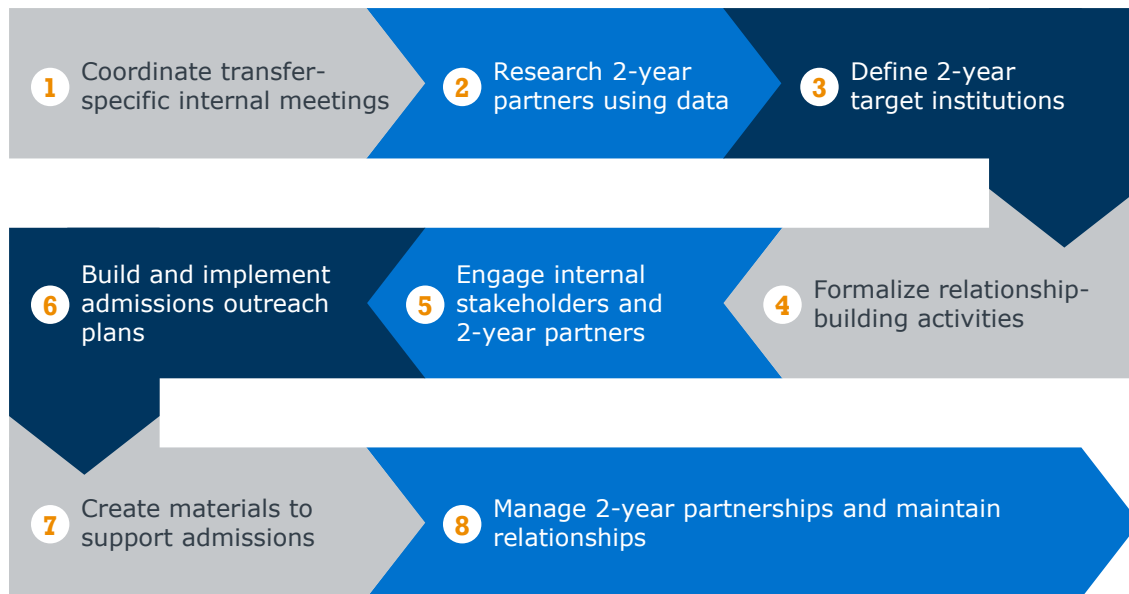 1
Coordinate transfer-
specific internal meetings
2
Research 2-year
partners using data
3
Define 2-year
target institutions
4
Formalize relationship-
building activities
5
Engage internal
stakeholders and
2-year partners
6
Build and implement
admissions outreach
plans
7
Create materials to
support admissions
8
Manage 2-year partnerships and maintain
relationships